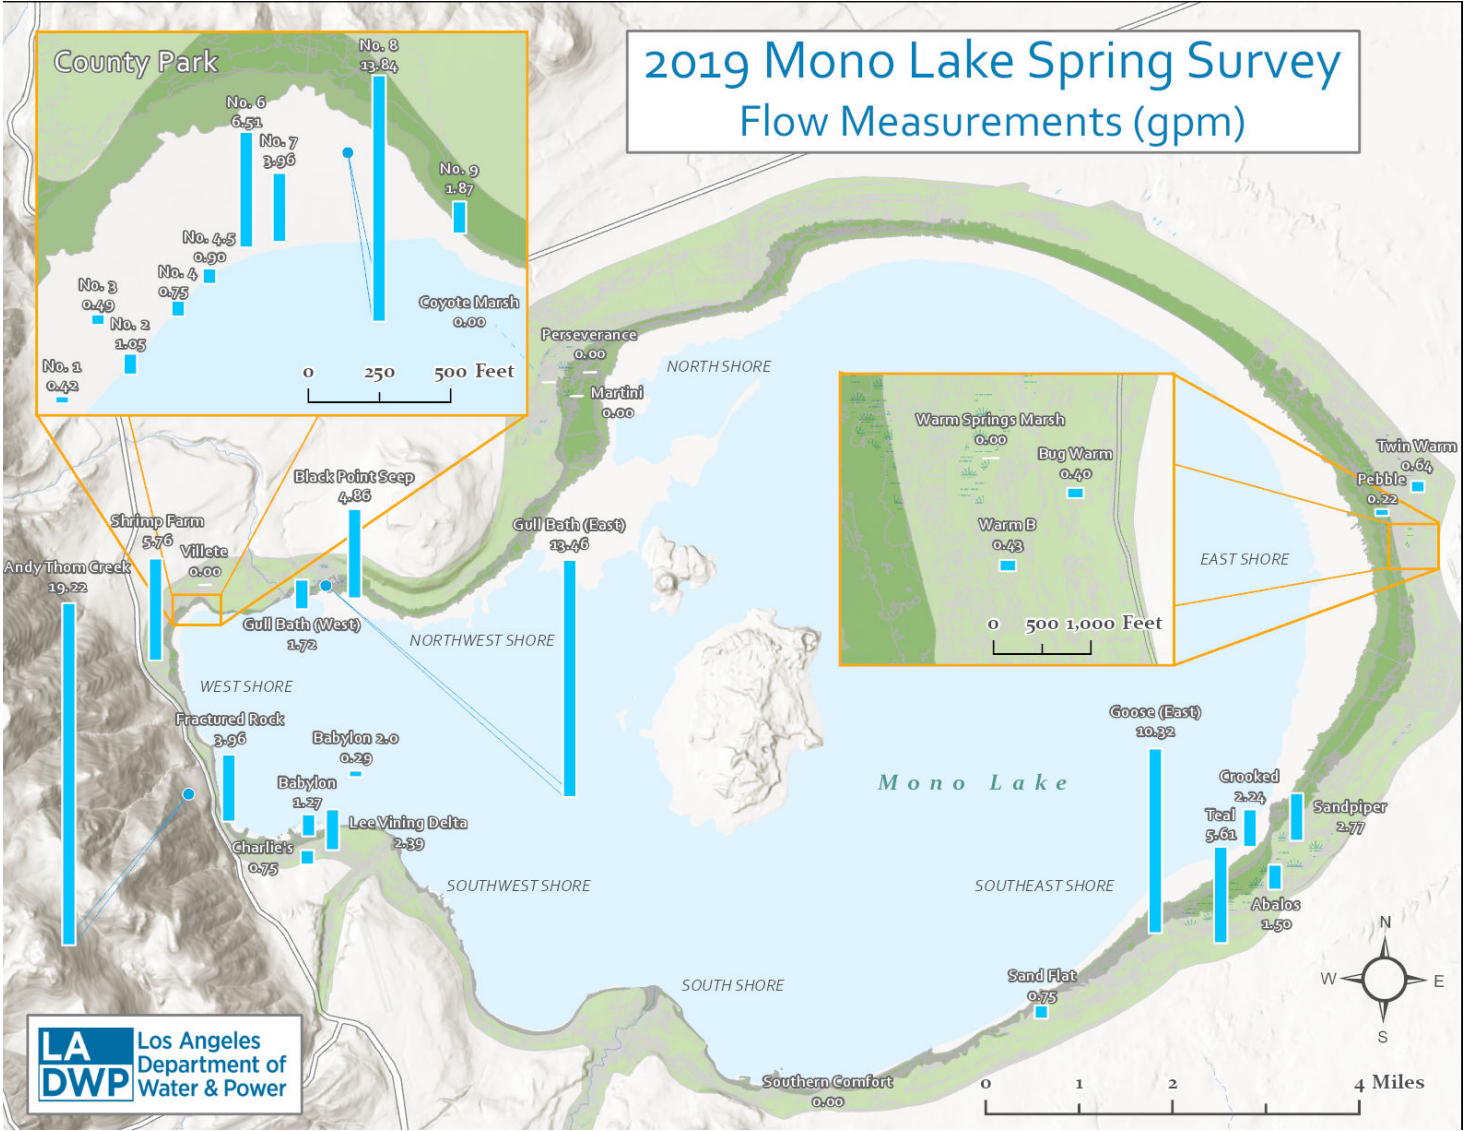 2019 Mono Lake Spring Survey
Flow Measurements (gpm)
County Park
No. 8
13.84
No. 6
6.51
No. 7
3.96
No. 9
1.87
No. 4.5
0.90
No. 4
0.75
No. 3
0.49
No. 2
1.05
No. 1
0.42
Coyote Marsh
0.00
0 250 500 Feet
Perseverance
0.00
Martini
0.00
NORTH SHORE
Warm Springs Marsh
0.00
Bug Warm
0.40
Warm B
0.43
0 500 1,000 Feet
Twin Warm
0.64
Pebble
0.22
EAST SHORE
Black Point Seep
4.86
Shrimp Farm
5.76
Villete
0.00
Andy Thom Creek
19.22
Gull Bath (East)
13.46
Gull Bath (West)
1.72
NORTHWEST SHORE
WEST SHORE
Fractured Rock
3.96
Babylon 2.0
0.29
Babylon
1.27
Lee Vining Delta
2.39
Charlie's
0.75
SOUTHWEST SHORE
Mono Lake
Goose (East)
10.32
Crooked
2.24
Teal
5.61
Sandpiper
2.77
Abalos
1.50
SOUTHEAST SHORE
Sand Flat
0.75
SOUTH SHORE
Southern Comfort
0.00
N
W E
S
0 1 2 4 Miles
LA
DWP
Los Angeles
Department of
Water & Power